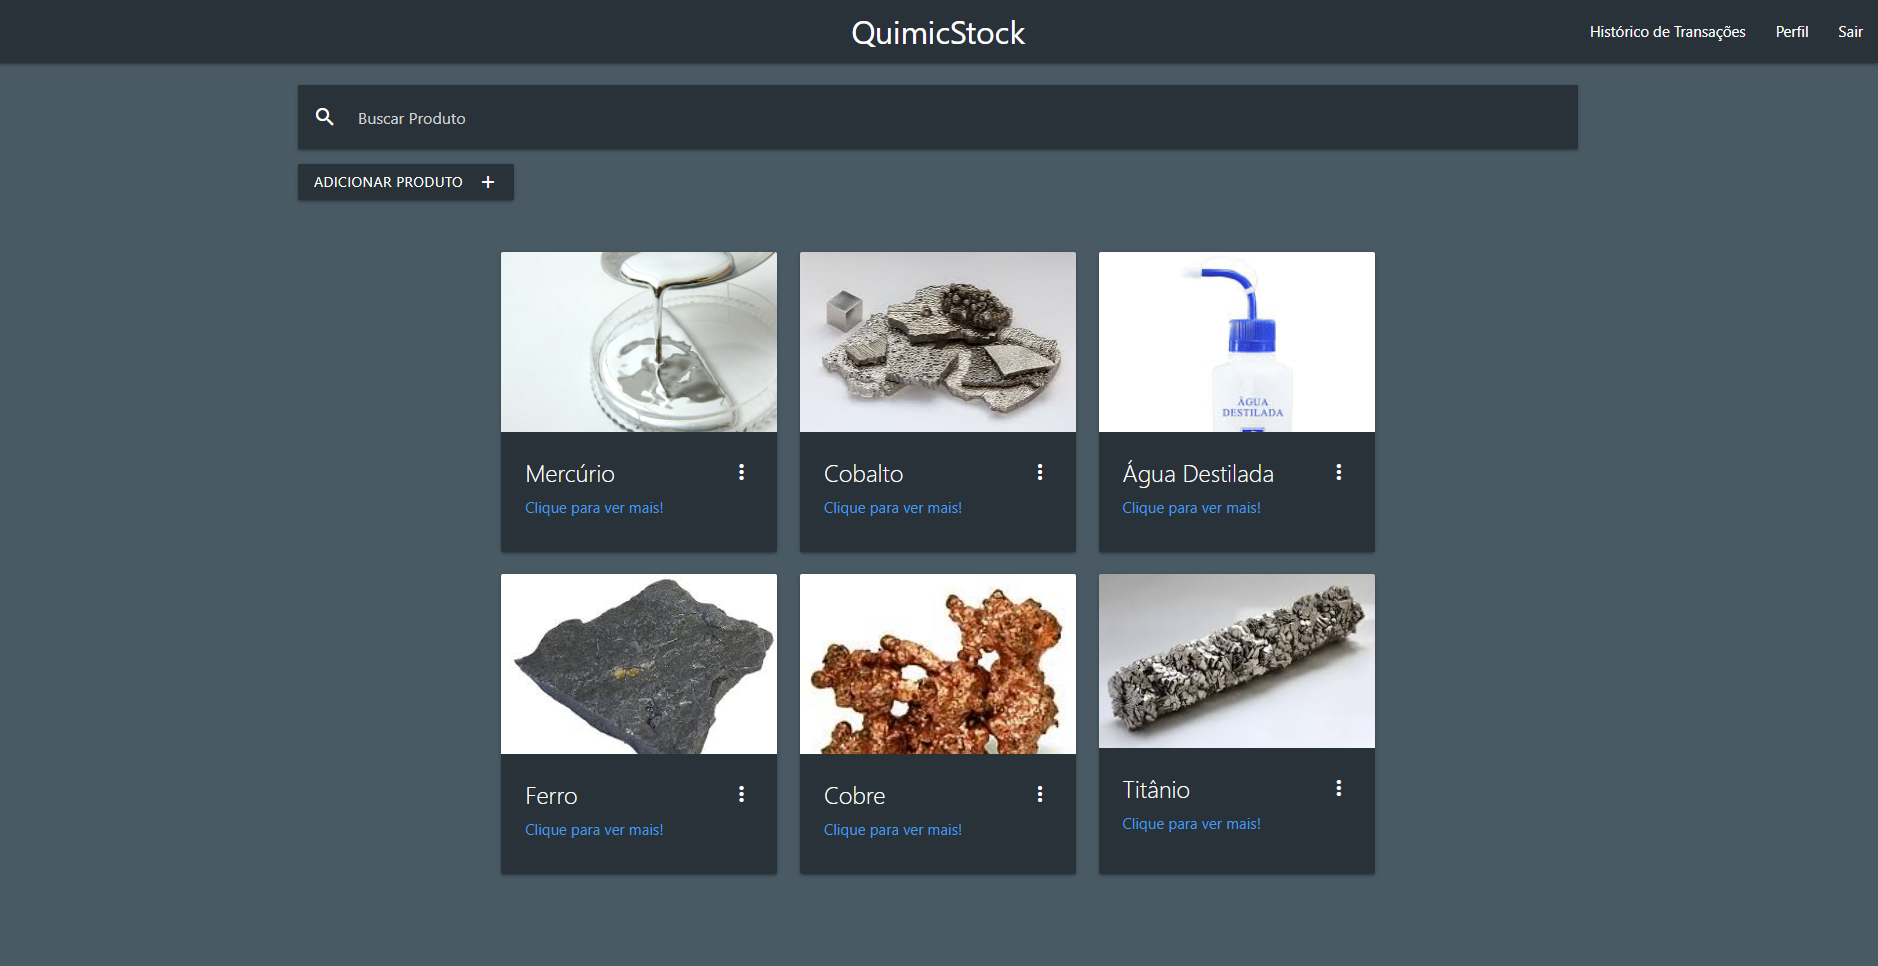 QuimicStock
Histórico de Transações
Perfil
Sair
Buscar Produto
ADICIONAR PRODUTO +
ÁGUA
DESTILADA
Mercúrio
Clique para ver mais!
Cobalto
Clique para ver mais!
Água Destilada
Clique para ver mais!
Ferro
Clique para ver mais!
Cobre
Clique para ver mais!
Titânio
Clique para ver mais!